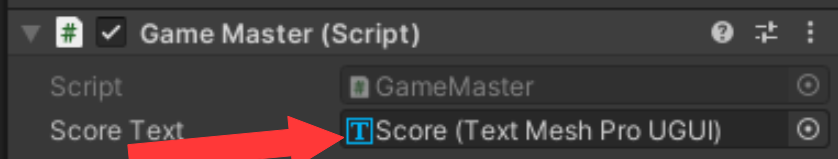 Game Master (Script)
Script GameMaster
Score Text Score (Text Mesh Pro UGUI)